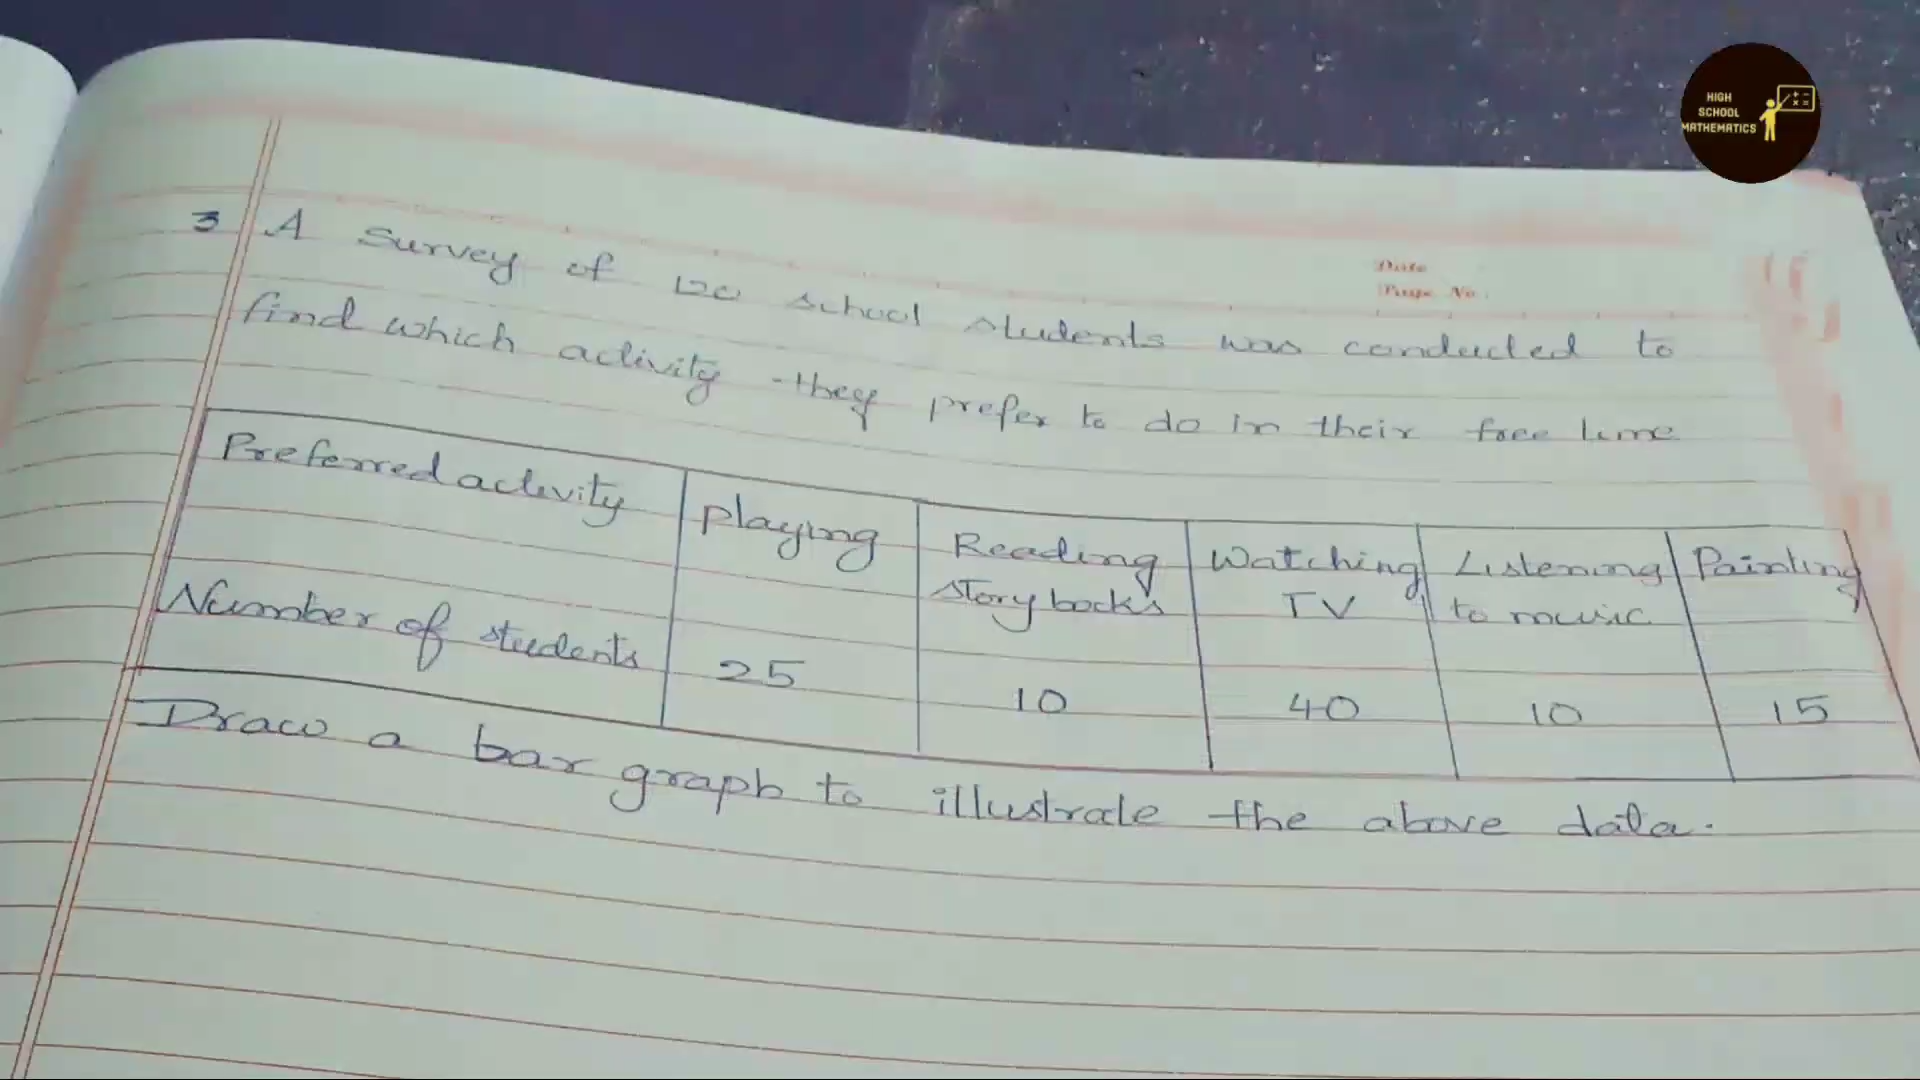 HIGH
SCHOOL
MATHEMATICS
Date
Page No.
3 A Survey of 120 school students was conducted to
find which activity they prefer to do in their free time
Preferred activity playing Reading story books Watching TV Listening to music Painting
Number of students 25 10 40 10 15
Draw a bar graph to illustrate the above data.